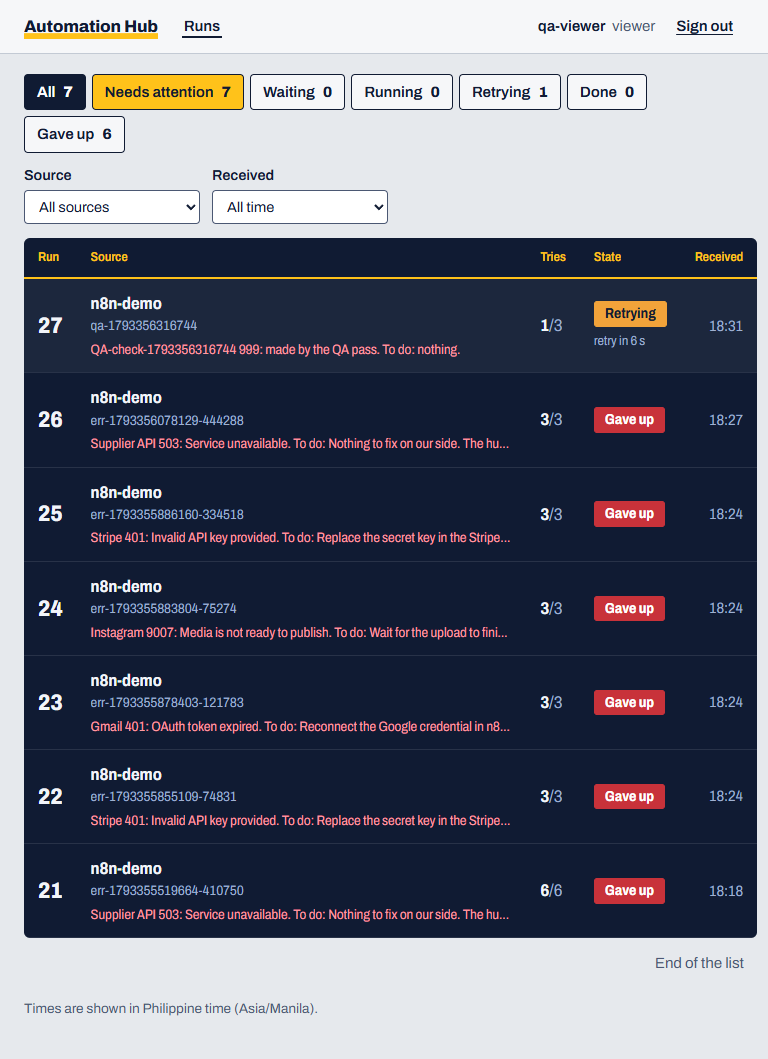 Automation Hub Runs qa-viewer viewer Sign out
All 7 Needs attention 7 Waiting 0 Running 0 Retrying 1 Done 0
Gave up 6
Source Received
All sources All time
Run Source Tries State Received
27 n8n-demo 1/3 Retrying 18:31
qa-1793356316744 retry in 6 s
QA-check-1793356316744 999: made by the QA pass. To do: nothing.
26 n8n-demo 3/3 Gave up 18:27
err-1793356078129-444288
Supplier API 503: Service unavailable. To do: Nothing to fix on our side. The hu...
25 n8n-demo 3/3 Gave up 18:24
err-1793355886160-334518
Stripe 401: Invalid API key provided. To do: Replace the secret key in the Stripe...
24 n8n-demo 3/3 Gave up 18:24
err-1793355883804-75274
Instagram 9007: Media is not ready to publish. To do: Wait for the upload to fini...
23 n8n-demo 3/3 Gave up 18:24
err-1793355878403-121783
Gmail 401: OAuth token expired. To do: Reconnect the Google credential in n8...
22 n8n-demo 3/3 Gave up 18:24
err-1793355855109-74831
Stripe 401: Invalid API key provided. To do: Replace the secret key in the Stripe...
21 n8n-demo 6/6 Gave up 18:18
err-1793355519664-410750
Supplier API 503: Service unavailable. To do: Nothing to fix on our side. The hu...
End of the list
Times are shown in Philippine time (Asia/Manila).